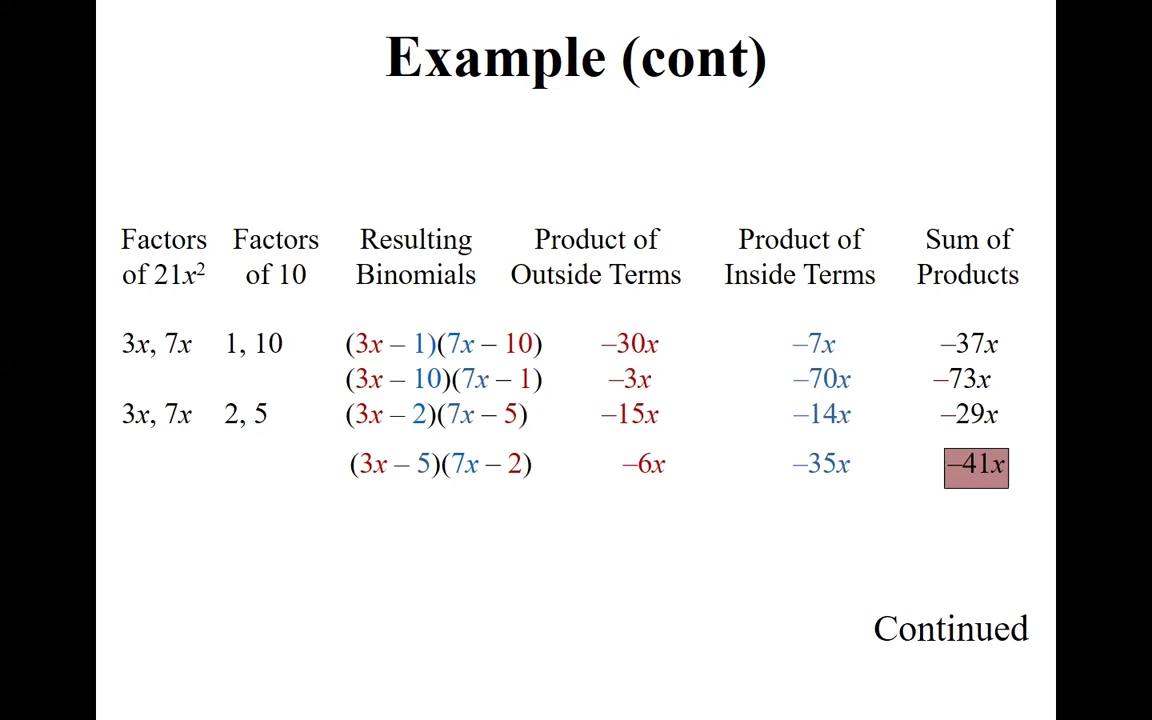 Example (cont)
Factors Factors Resulting Product of Product of Sum of
of 21x² of 10 Binomials Outside Terms Inside Terms Products
3x, 7x 1, 10 (3x – 1)(7x – 10) –30x –7x –37x
(3x – 10)(7x – 1) –3x –70x –73x
3x, 7x 2, 5 (3x – 2)(7x – 5) –15x –14x –29x
(3x – 5)(7x – 2) –6x –35x –41x
Continued